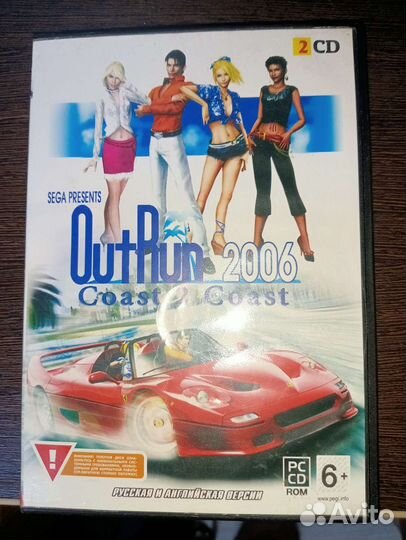 2 CD
SEGA PRESENTS
OutRun 2006
Coast 2 Coast
!
ВНИМАНИЕ!
PC
CD
ROM
6+
www.pegi.info
РУССКАЯ И АНГЛИЙСКАЯ ВЕРСИИ
Avito